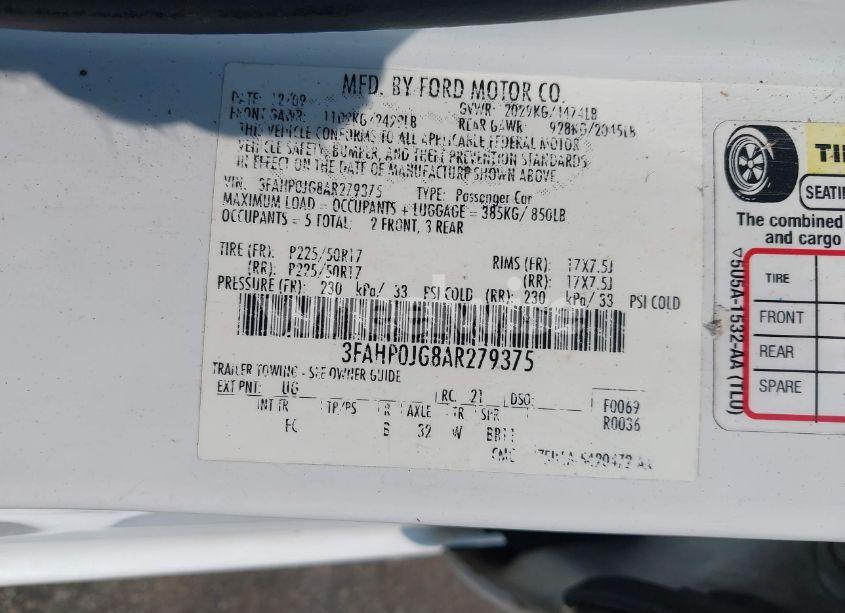 MFD. BY FORD MOTOR CO.
DATE: 12/09 GVWR: 2029KG/
FRONT GAWR: 1100KG/2429LB REAR GAWR: 928KG/2045LB
THIS VEHICLE CONFORMS TO ALL APPLICABLE FEDERAL MOTOR
VEHICLE SAFETY, BUMPER, AND THEFT PREVENTION STANDARDS
IN EFFECT ON THE DATE OF MANUFACTURE SHOWN ABOVE.
VIN: 3FAHP0JG8AR279375 TYPE: Passenger Car
MAXIMUM LOAD = OCCUPANTS + LUGGAGE = 385KG/ 850LB
OCCUPANTS = 5 TOTAL: 2 FRONT, 3 REAR
TIRE (FR): P225/50R17 RIMS (FR): 17X7.5J
(RR): P225/50R17 (RR): 17X7.5J
PRESSURE (FR): 230 kPa/ 33 PSI COLD (RR): 230 kPa/ 33 PSI COLD
3FAHP0JG8AR279375
TRAILER TOWING - SEE OWNER GUIDE
EXT PNT: UG RC: 21 DSO: F0069
INT TR TP/PS R AXLE TR SPR R0036
FC B 32 W
TI
SEATI
The combined
and cargo
TIRE
FRONT
REAR
SPARE
▽505A-1532-AA (TL0)